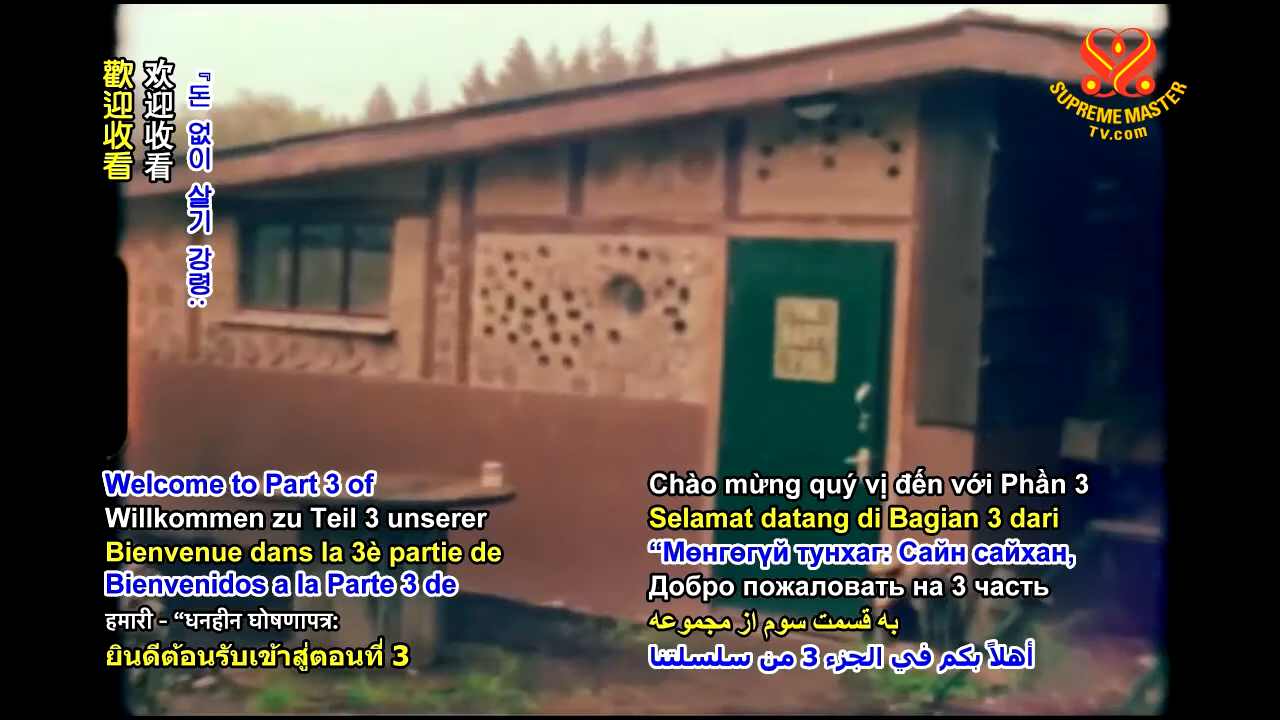 歡迎收看
欢迎收看
『돈 없이 살기 강령:
SUPREME MASTER
TV.com
Welcome to Part 3 of
Willkommen zu Teil 3 unserer
Bienvenue dans la 3è partie de
Bienvenidos a la Parte 3 de
हमारी - “धनहीन घोषणापत्र:
ยินดีต้อนรับเข้าสู่ตอนที่ 3
Chào mừng quý vị đến với Phần 3
Selamat datang di Bagian 3 dari
“Мөнгөгүй тунхаг: Сайн сайхан,
Добро пожаловать на 3 часть
به قسمت سوم از مجموعه
أهلاً بكم في الجزء 3 من سلسلتنا